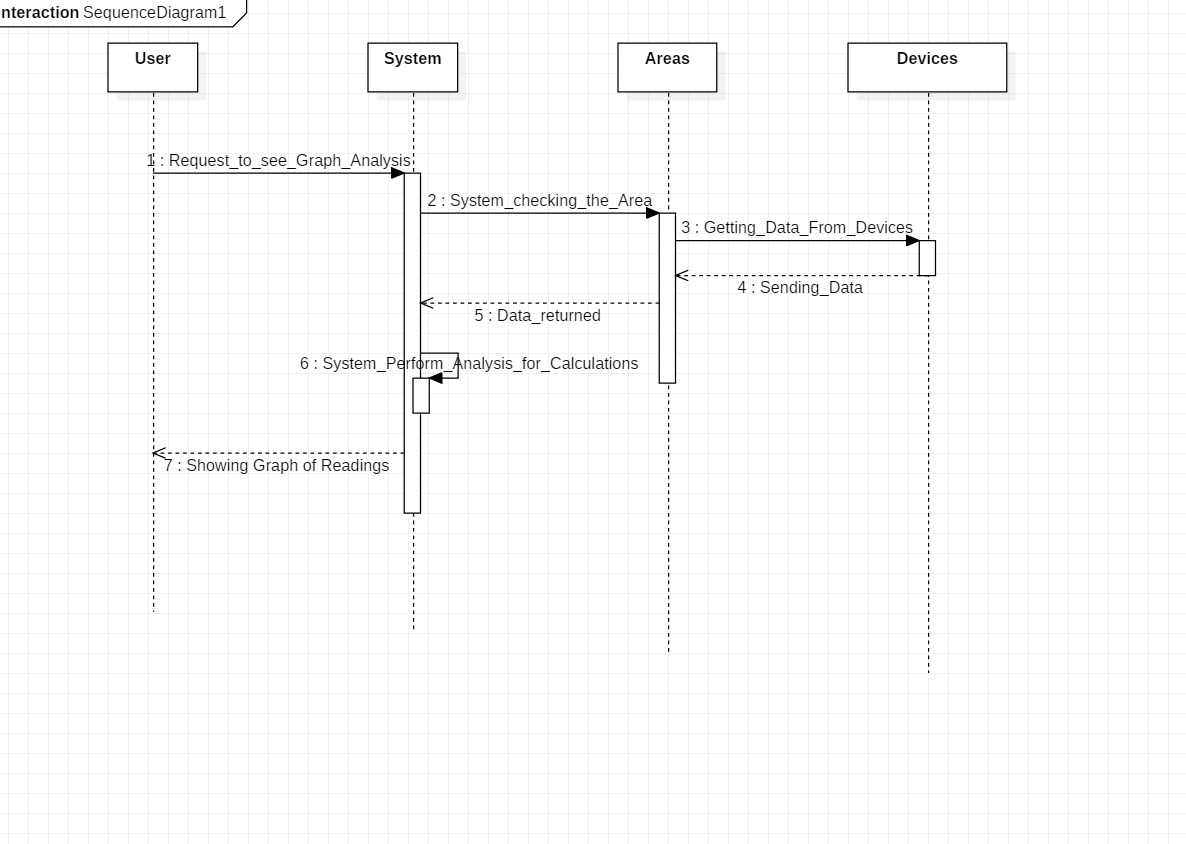 nteraction SequenceDiagram1
User System Areas Devices
1 : Request_to_see_Graph_Analysis
2 : System_checking_the_Area
3 : Getting_Data_From_Devices
4 : Sending_Data
5 : Data_returned
6 : System_Perform_Analysis_for_Calculations
7 : Showing Graph of Readings